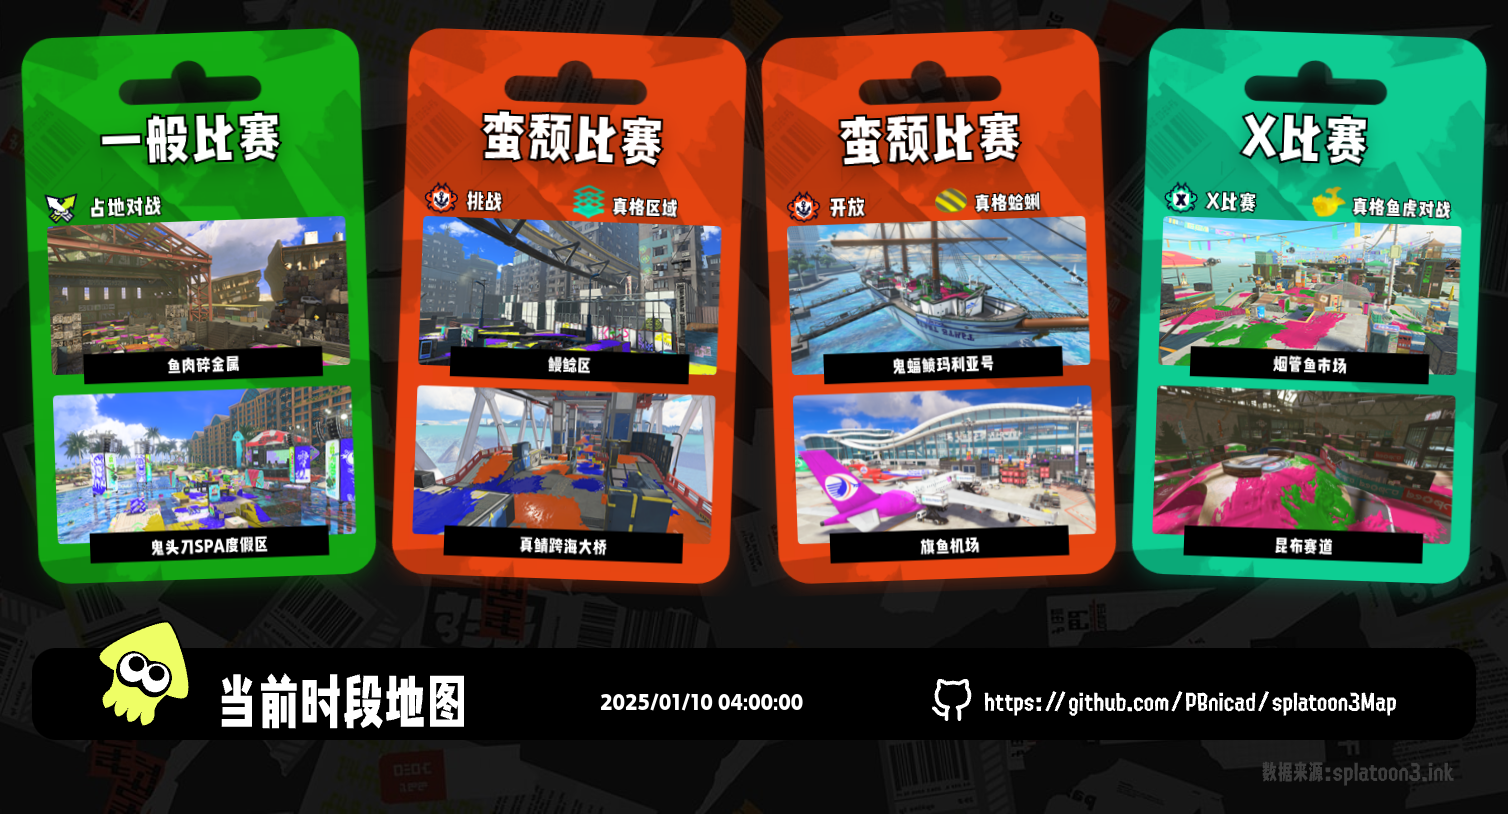 一般比赛
占地对战
鱼肉碎金属
鬼头刀SPA度假区
蛮颓比赛
挑战
真格区域
鳗鲶区
真鲭跨海大桥
蛮颓比赛
开放
真格蛤蜊
鬼蝠鲼玛利亚号
旗鱼机场
X比赛
X比赛
真格鱼虎对战
烟管鱼市场
昆布赛道
当前时段地图
2025/01/10 04:00:00
https://github.com/PBnicad/splatoon3Map
数据来源:splatoon3.ink